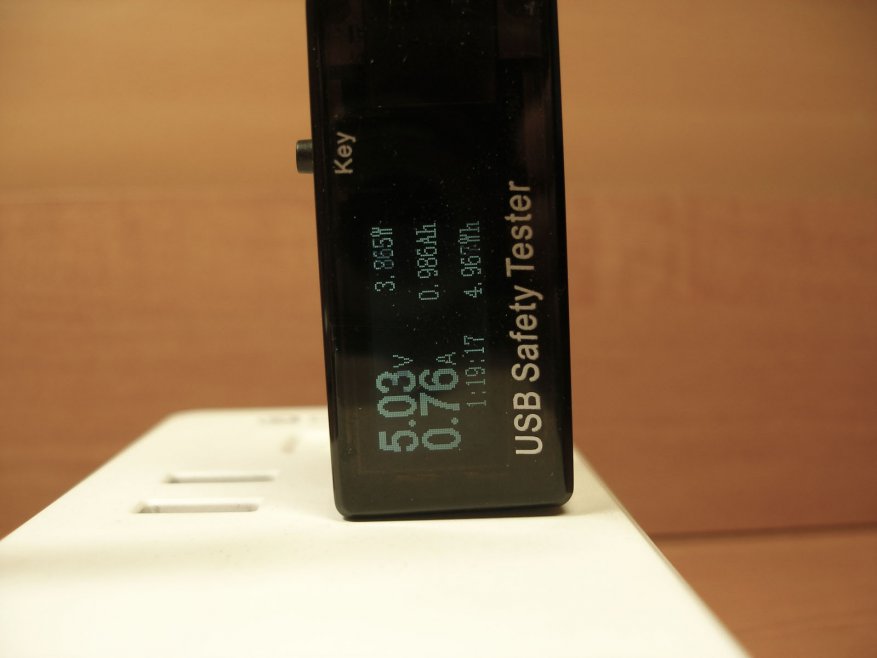 Key
5.03V 3.865W
0.76A 0.986Ah
1:19:17 4.967Wh
USB Safety Tester